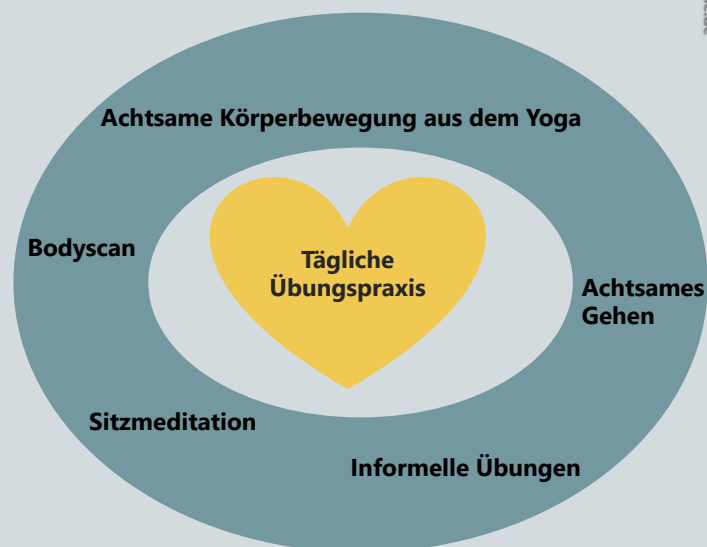 Achtsame Körperbewegung aus dem Yoga
Bodyscan
Tägliche
Übungspraxis
Achtsames
Gehen
Sitzmeditation
Informelle Übungen